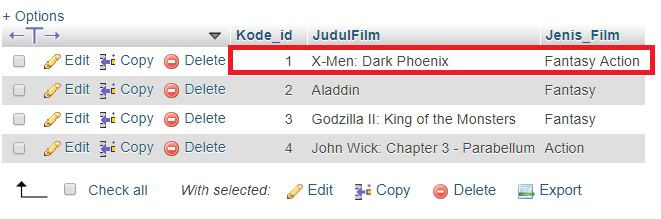 + Options
←T→ Kode_id JudulFilm Jenis_Film
Edit Copy Delete 1 X-Men: Dark Phoenix Fantasy Action
Edit Copy Delete 2 Aladdin Fantasy
Edit Copy Delete 3 Godzilla II: King of the Monsters Fantasy
Edit Copy Delete 4 John Wick: Chapter 3 - Parabellum Action
Check all With selected: Edit Copy Delete Export